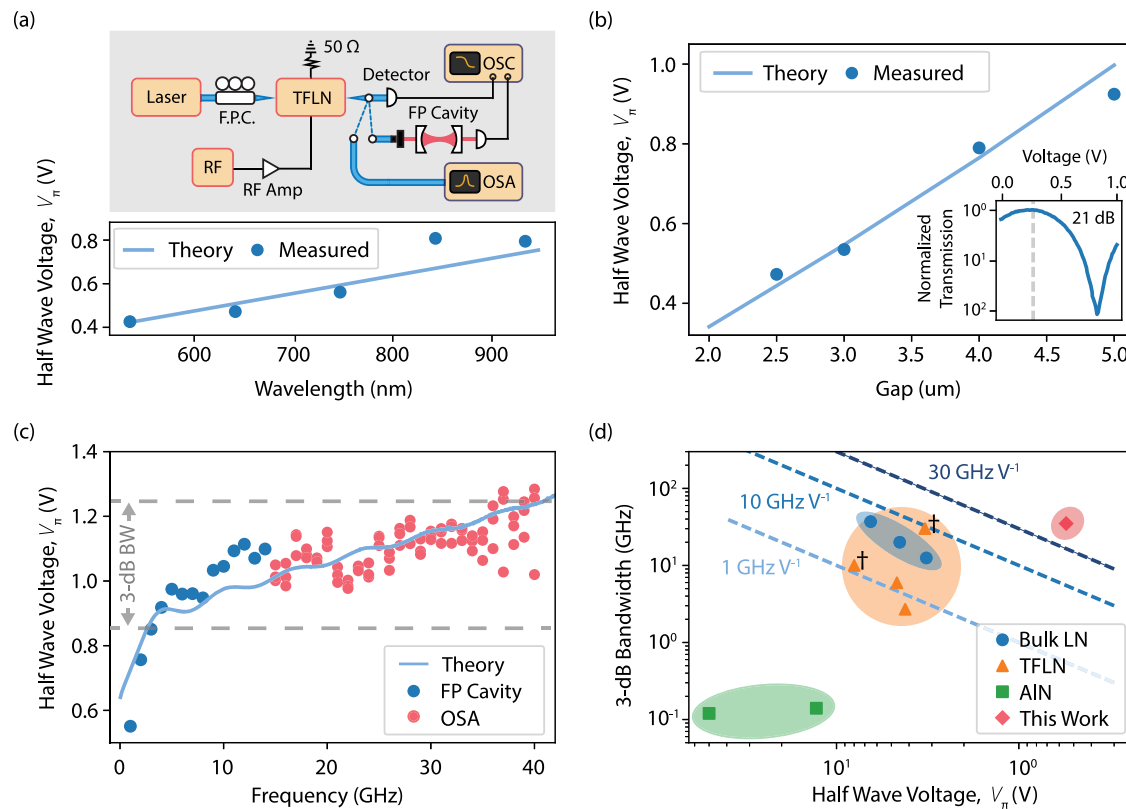 (a)
50 Ω
OSC
Detector
Laser
TFLN
F.P.C.
FP Cavity
RF
RF Amp
OSA
Half Wave Voltage, Vπ (V)
0.8
0.6
0.4
Theory
Measured
600
700
800
900
Wavelength (nm)
(b)
Half Wave Voltage, Vπ (V)
1.0
0.8
0.6
0.4
Theory
Measured
Voltage (V)
0.0
0.5
1.0
Normalized
Transmission
10⁰
10¹
10²
21 dB
2.0
2.5
3.0
3.5
4.0
4.5
5.0
Gap (um)
(c)
Half Wave Voltage, Vπ (V)
1.4
1.2
1.0
0.8
0.6
3-dB BW
Theory
FP Cavity
OSA
0
10
20
30
40
Frequency (GHz)
(d)
3-dB Bandwidth (GHz)
10²
10¹
10⁰
10⁻¹
30 GHz V⁻¹
10 GHz V⁻¹
1 GHz V⁻¹
†
†
Bulk LN
TFLN
AlN
This Work
10¹
10⁰
Half Wave Voltage, Vπ (V)